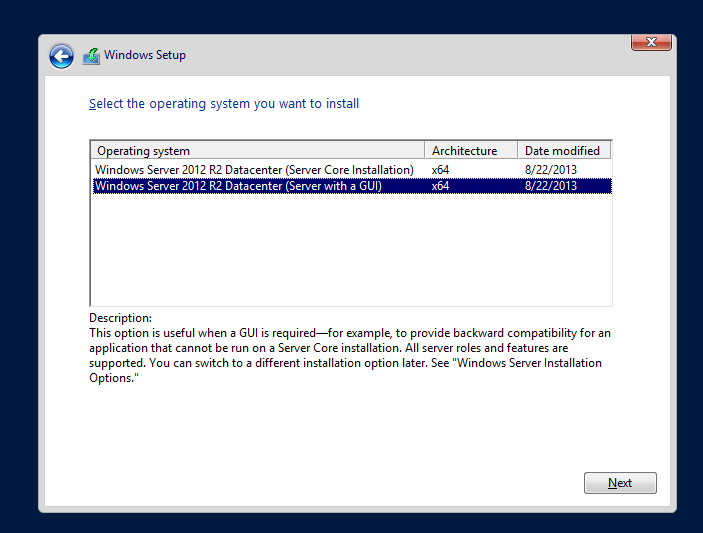 Windows Setup
Select the operating system you want to install
Operating system Architecture Date modified
Windows Server 2012 R2 Datacenter (Server Core Installation) x64 8/22/2013
Windows Server 2012 R2 Datacenter (Server with a GUI) x64 8/22/2013
Description:
This option is useful when a GUI is required—for example, to provide backward compatibility for an
application that cannot be run on a Server Core installation. All server roles and features are
supported. You can switch to a different installation option later. See "Windows Server Installation
Options."
Next